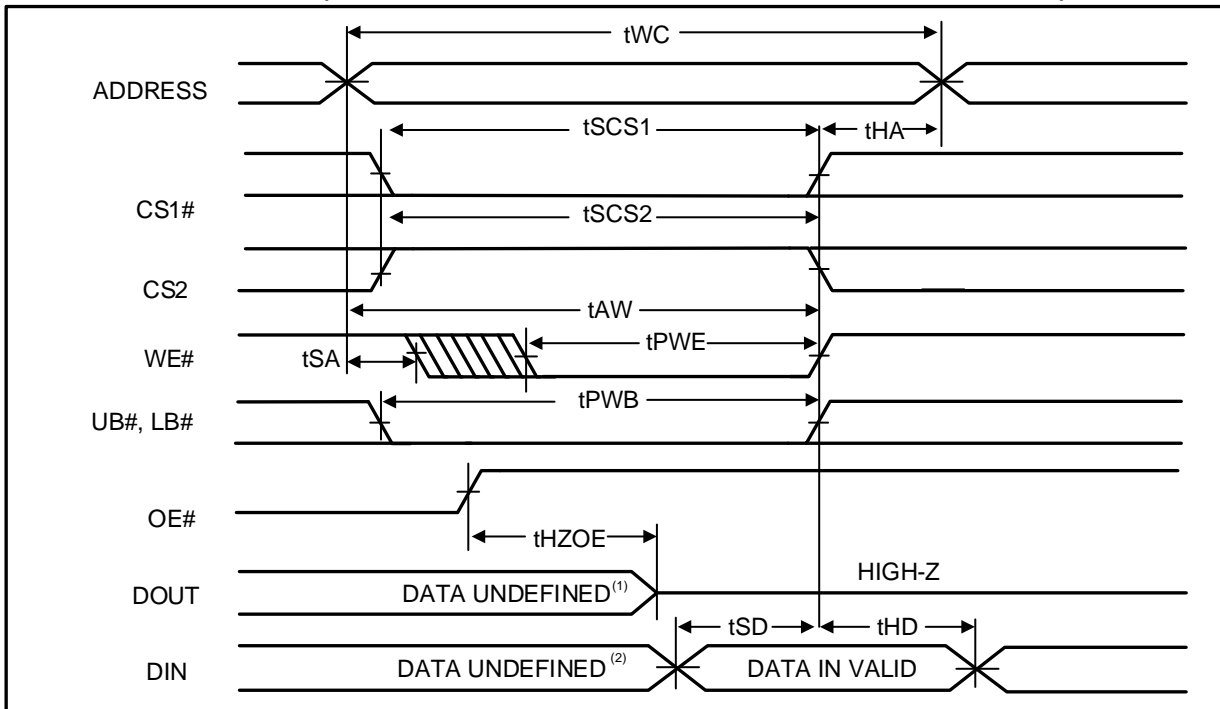 tWC
ADDRESS
tSCS1
tHA
CS1#
tSCS2
CS2
tAW
WE#
tSA
tPWE
UB#, LB#
tPWB
OE#
tHZOE
DOUT
DATA UNDEFINED(1)
HIGH-Z
tSD
tHD
DIN
DATA UNDEFINED (2)
DATA IN VALID